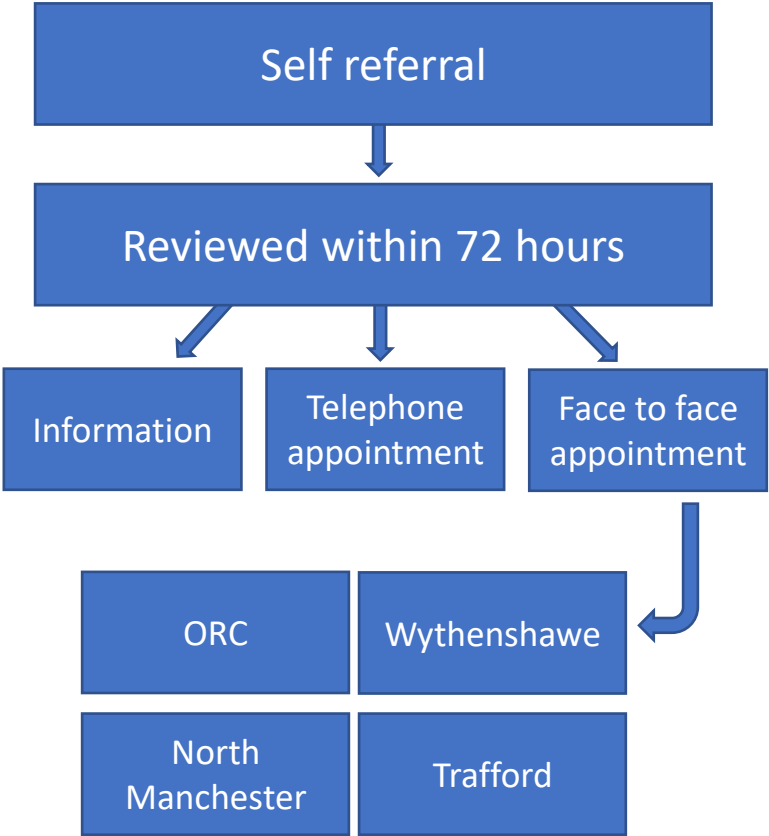 Self referral
Reviewed within 72 hours
Information
Telephone
appointment
Face to face
appointment
ORC
Wythenshawe
North
Manchester
Trafford